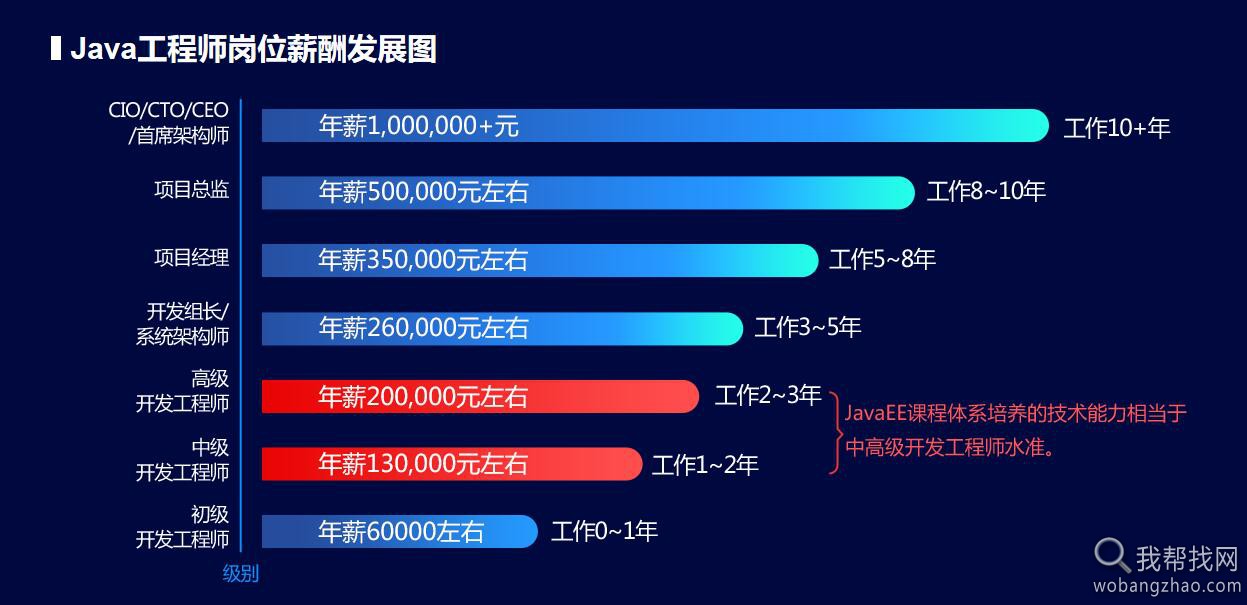 Java工程师岗位薪酬发展图
CIO/CTO/CEO
/首席架构师
年薪1,000,000+元
工作10+年
项目总监
年薪500,000元左右
工作8~10年
项目经理
年薪350,000元左右
工作5~8年
开发组长/
系统架构师
年薪260,000元左右
工作3~5年
高级
开发工程师
年薪200,000元左右
工作2~3年
中级
开发工程师
年薪130,000元左右
工作1~2年
JavaEE课程体系培养的技术能力相当于
中高级开发工程师水准。
初级
开发工程师
年薪60000左右
工作0~1年
级别
我帮找网
wobangzhao.com